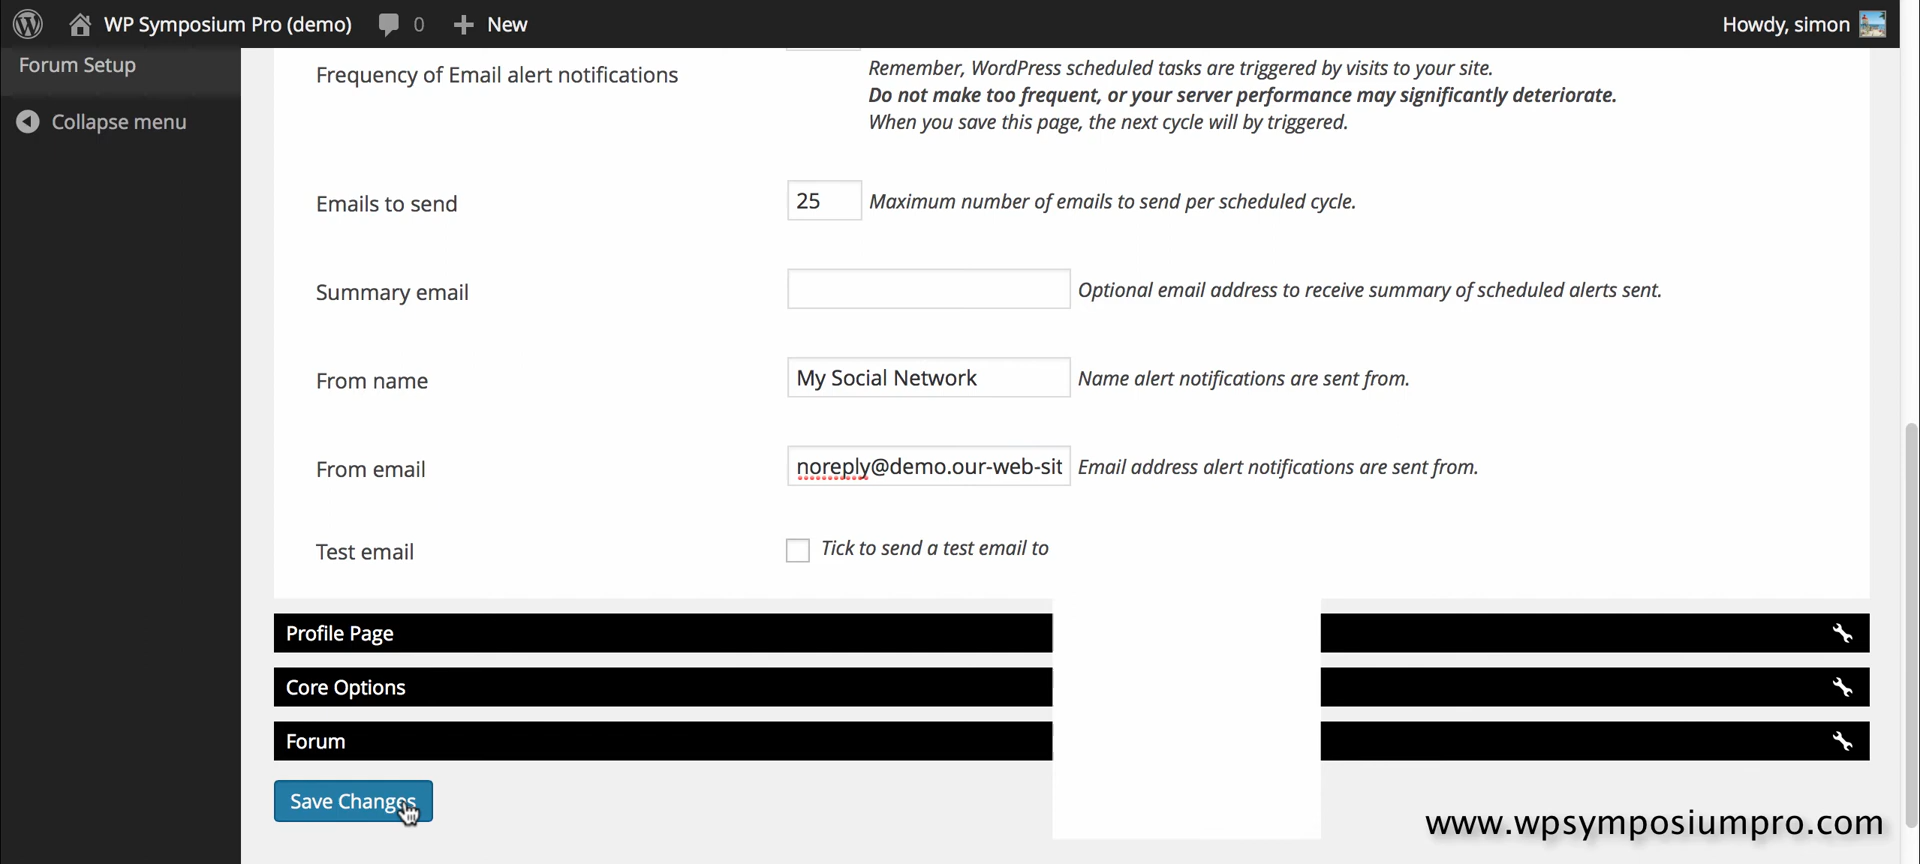 WP Symposium Pro (demo) 0 New Howdy, simon
Forum Setup
Collapse menu
Frequency of Email alert notifications
Remember, WordPress scheduled tasks are triggered by visits to your site.
Do not make too frequent, or your server performance may significantly deteriorate.
When you save this page, the next cycle will by triggered.
Emails to send 25 Maximum number of emails to send per scheduled cycle.
Summary email Optional email address to receive summary of scheduled alerts sent.
From name My Social Network Name alert notifications are sent from.
From email noreply@demo.our-web-sit Email address alert notifications are sent from.
Test email Tick to send a test email to
Profile Page
Core Options
Forum
Save Changes
www.wpsymposiumpro.com